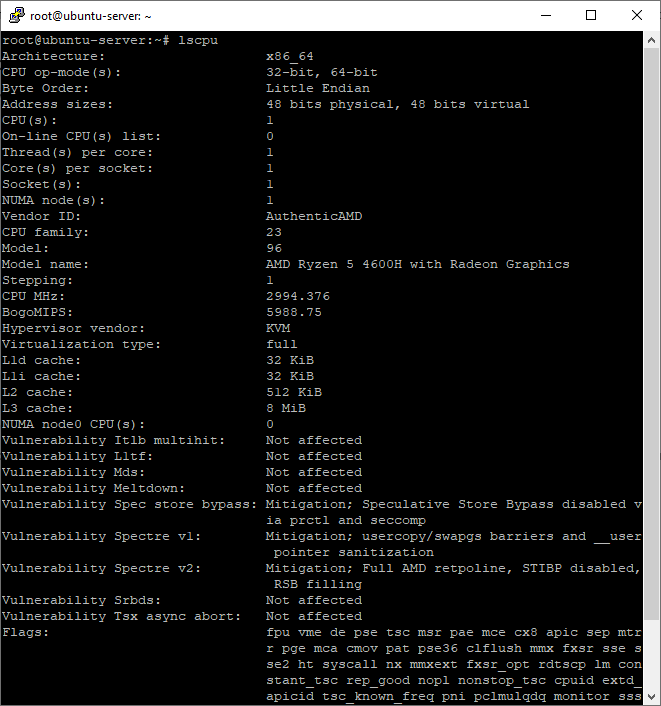 root@ubuntu-server: ~
root@ubuntu-server:~# lscpu
Architecture: x86_64
CPU op-mode(s): 32-bit, 64-bit
Byte Order: Little Endian
Address sizes: 48 bits physical, 48 bits virtual
CPU(s): 1
On-line CPU(s) list: 0
Thread(s) per core: 1
Core(s) per socket: 1
Socket(s): 1
NUMA node(s): 1
Vendor ID: AuthenticAMD
CPU family: 23
Model: 96
Model name: AMD Ryzen 5 4600H with Radeon Graphics
Stepping: 1
CPU MHz: 2994.376
BogoMIPS: 5988.75
Hypervisor vendor: KVM
Virtualization type: full
L1d cache: 32 KiB
L1i cache: 32 KiB
L2 cache: 512 KiB
L3 cache: 8 MiB
NUMA node0 CPU(s): 0
Vulnerability Itlb multihit: Not affected
Vulnerability L1tf: Not affected
Vulnerability Mds: Not affected
Vulnerability Meltdown: Not affected
Vulnerability Spec store bypass: Mitigation; Speculative Store Bypass disabled v
ia prctl and seccomp
Vulnerability Spectre v1: Mitigation; usercopy/swapgs barriers and __user
pointer sanitization
Vulnerability Spectre v2: Mitigation; Full AMD retpoline, STIBP disabled,
RSB filling
Vulnerability Srbds: Not affected
Vulnerability Tsx async abort: Not affected
Flags: fpu vme de pse tsc msr pae mce cx8 apic sep mtr
r pge mca cmov pat pse36 clflush mmx fxsr sse s
se2 ht syscall nx mmxext fxsr_opt rdtscp lm con
stant_tsc rep_good nopl nonstop_tsc cpuid extd_
apicid tsc_known_freq pni pclmulqdq monitor sss